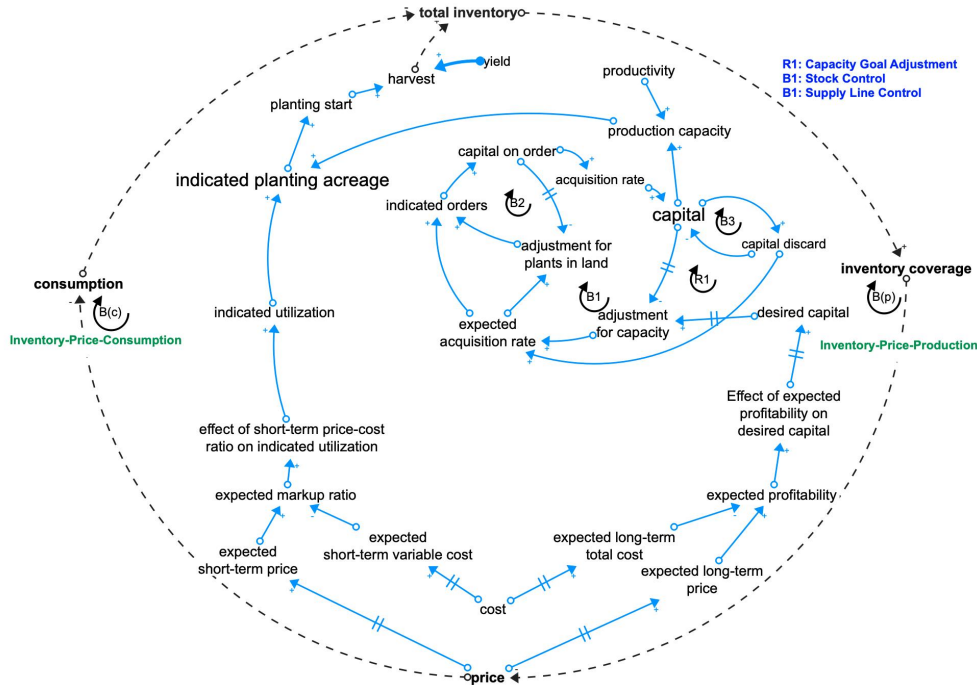 total inventory
yield
harvest
productivity
R1: Capacity Goal Adjustment
B1: Stock Control
B1: Supply Line Control
planting start
production capacity
capital on order
indicated planting acreage
acquisition rate
indicated orders
B2
capital
B3
adjustment for
plants in land
capital discard
consumption
inventory coverage
B(c)
B1
R1
B(p)
indicated utilization
expected
acquisition rate
adjustment
for capacity
desired capital
Inventory-Price-Consumption
Inventory-Price-Production
Effect of expected
profitability on
desired capital
effect of short-term price-cost
ratio on indicated utilization
expected markup ratio
expected profitability
expected
short-term price
expected
short-term variable cost
expected long-term
total cost
expected long-term
price
cost
price